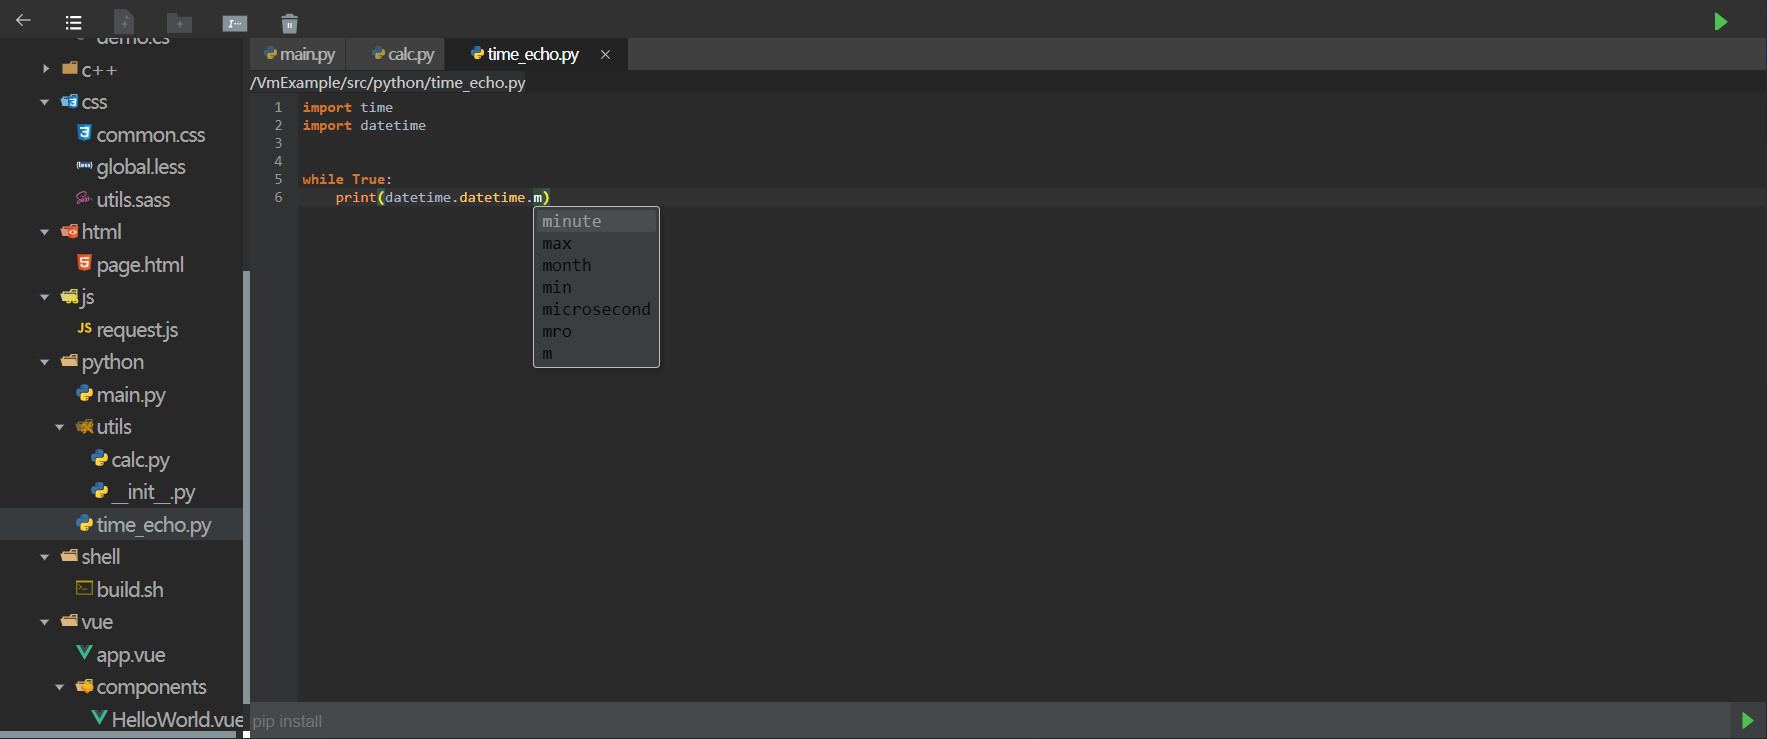 demo.cs
c++
css
common.css
global.less
utils.sass
html
page.html
js
request.js
python
main.py
utils
calc.py
__init__.py
time_echo.py
shell
build.sh
vue
app.vue
components
HelloWorld.vue
main.py calc.py time_echo.py
/VmExample/src/python/time_echo.py
1 import time
2 import datetime
3
4
5 while True:
6     print(datetime.datetime.m)
minute
max
month
min
microsecond
mro
m
pip install